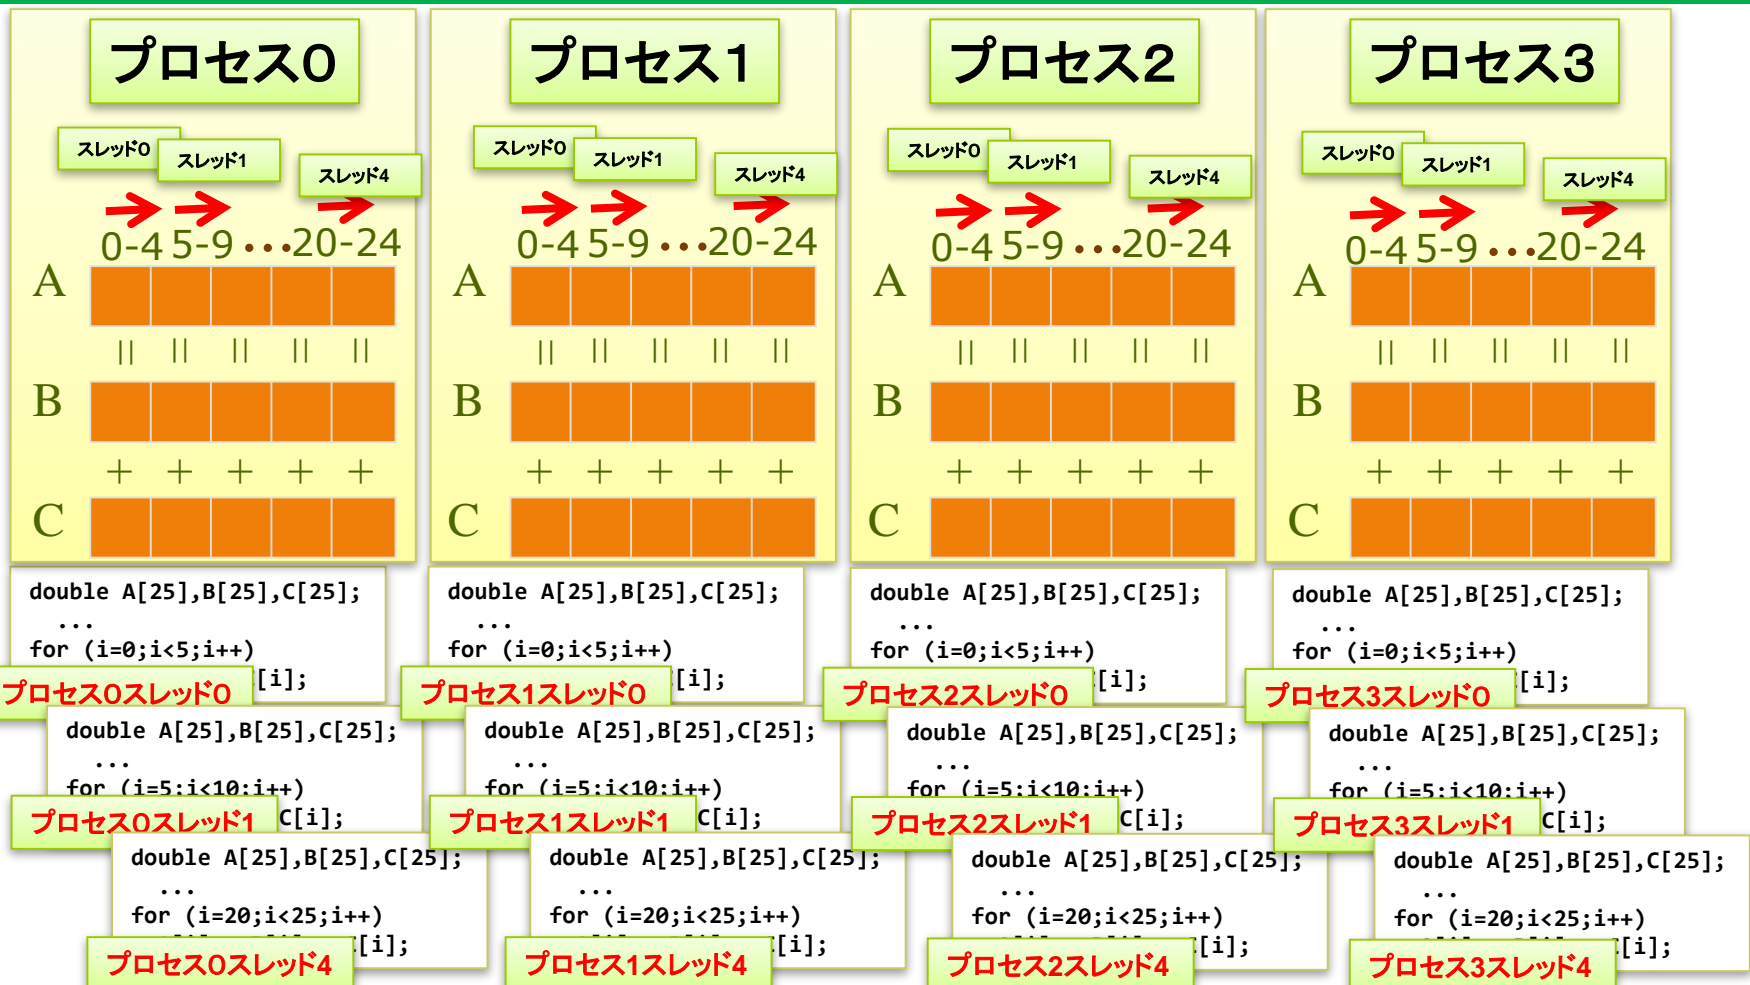 プロセス0
スレッド0
スレッド1
スレッド4
0-4 5-9 ・・・ 20-24
A
= = = = =
B
+ + + + +
C
プロセス1
スレッド0
スレッド1
スレッド4
0-4 5-9 ・・・ 20-24
A
= = = = =
B
+ + + + +
C
プロセス2
スレッド0
スレッド1
スレッド4
0-4 5-9 ・・・ 20-24
A
= = = = =
B
+ + + + +
C
プロセス3
スレッド0
スレッド1
スレッド4
0-4 5-9 ・・・ 20-24
A
= = = = =
B
+ + + + +
C
double A[25],B[25],C[25];
...
for (i=0;i<5;i++)
[i];
プロセス0スレッド0
double A[25],B[25],C[25];
...
for (i=5;i<10;i++)
C[i];
プロセス0スレッド1
double A[25],B[25],C[25];
...
for (i=20;i<25;i++)
[i];
プロセス0スレッド4
double A[25],B[25],C[25];
...
for (i=0;i<5;i++)
[i];
プロセス1スレッド0
double A[25],B[25],C[25];
...
for (i=5;i<10;i++)
C[i];
プロセス1スレッド1
double A[25],B[25],C[25];
...
for (i=20;i<25;i++)
[i];
プロセス1スレッド4
double A[25],B[25],C[25];
...
for (i=0;i<5;i++)
[i];
プロセス2スレッド0
double A[25],B[25],C[25];
...
for (i=5;i<10;i++)
C[i];
プロセス2スレッド1
double A[25],B[25],C[25];
...
for (i=20;i<25;i++)
[i];
プロセス2スレッド4
double A[25],B[25],C[25];
...
for (i=0;i<5;i++)
[i];
プロセス3スレッド0
double A[25],B[25],C[25];
...
for (i=5;i<10;i++)
C[i];
プロセス3スレッド1
double A[25],B[25],C[25];
...
for (i=20;i<25;i++)
[i];
プロセス3スレッド4